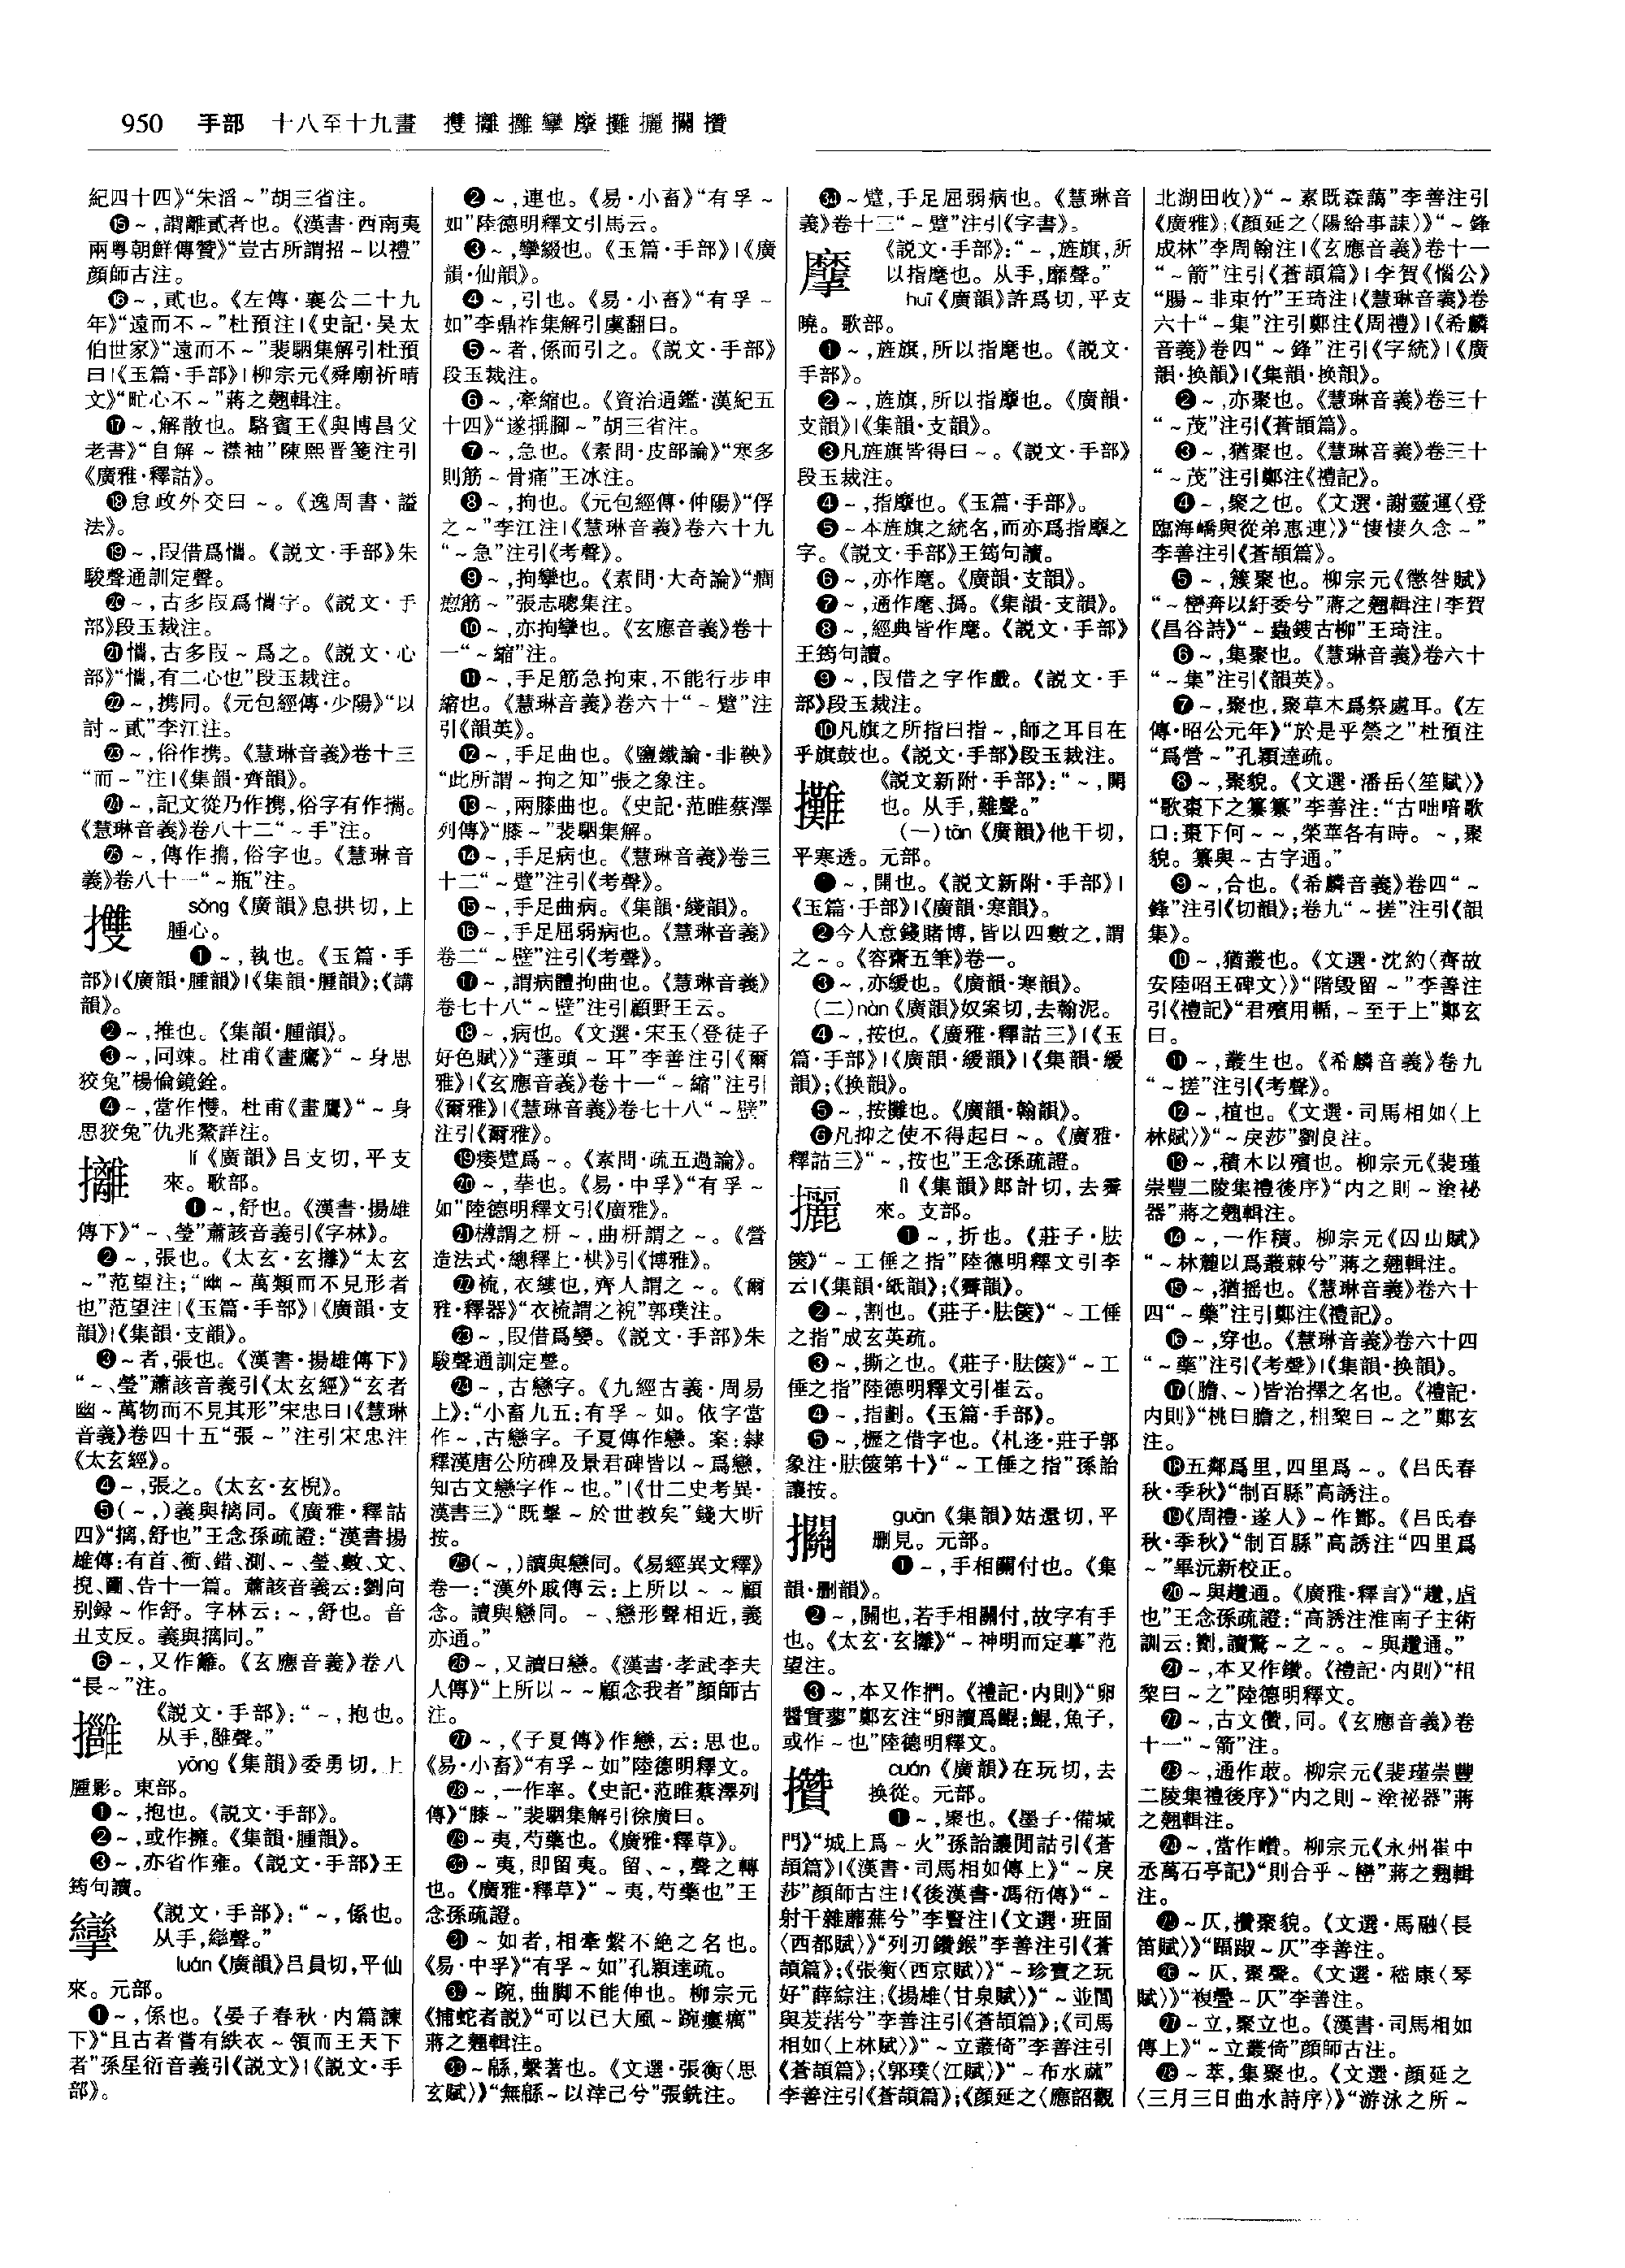 950 手部 十八至十九畫 㩳攡㩲攣𢹎攤攦㩹攢
紀四十四》“朱滔～”胡三省注。
⓯～,謂離貳者也。《漢書·西南夷
兩粤朝鮮傳贊》“豈古所謂招～以禮”
顔師古注。
⓰～,貳也。《左傳·襄公二十九
年》“遠而不～”杜預注|《史記·吴太
伯世家》“遠而不～”裴駰集解引杜預
曰|《玉篇·手部》|柳宗元《舜廟祈晴
文》“甿心不～”蔣之翹輯注。
⓱～,解散也。駱賓王《與博昌父
老書》“自解～襟袖”陳熙晋箋注引
《廣雅·釋詁》。
⓲怠政外交曰～。《逸周書·謚
法》。
⓳～,叚借爲㒞。《説文·手部》朱
駿聲通訓定聲。
⓴～,古多叚爲㒞字。《説文·手
部》段玉裁注。
㉑㒞,古多叚～爲之。《説文·心
部》“㒞,有二心也”段玉裁注。
㉒～,携同。《元包經傳·少陽》“以
討～貳”李江注。
㉓～,俗作携。《慧琳音義》卷十三
“而～”注|《集韻·齊韻》。
㉔～,記文從乃作携,俗字有作㨗。
《慧琳音義》卷八十二“～手”注。
㉕～,傳作㨗,俗字也。《慧琳音
義》卷八十一“～瓶”注。
㩳 sǒng《廣韻》息拱切,上
腫心。
❶～,執也。《玉篇·手
部》|《廣韻·腫韻》|《集韻·腫韻》;《講
韻》。
❷～,推也。《集韻·腫韻》。
❸～,同竦。杜甫《畫鷹》“～身思
狡兔”楊倫鏡銓。
❹～,當作㦼。杜甫《畫鷹》“～身
思狡兔”仇兆鰲詳注。
攡 lí《廣韻》吕支切,平支
來。歌部。
❶～,舒也。《漢書·揚雄
傳下》“～、瑩”蕭該音義引《字林》。
❷～,張也。《太玄·玄攡》“太玄
～”范望注;“幽～萬類而不見形者
也”范望注|《玉篇·手部》|《廣韻·支
韻》|《集韻·支韻》。
❸～者,張也。《漢書·揚雄傳下》
“～、瑩”蕭該音義引《太玄經》“玄者
幽～萬物而不見其形”宋忠曰|《慧琳
音義》卷四十五“張～”注引宋忠注
《太玄經》。
❹～,張之。《太玄·玄掜》。
❺(～,)義與摛同。《廣雅·釋詁
四》“摛,舒也”王念孫疏證:“漢書揚
雄傳:有首、衝、錯、測、～、瑩、數、文、
掜、圖、告十一篇。蕭該音義云:劉向
别録～作舒。字林云:～,舒也。音
丑支反。義與摛同。”
❻～,又作籬。《玄應音義》卷八
“長～”注。
《説文·手部》:“～,抱也。
从手,雝聲。”
yōng《集韻》委勇切,上
腫影。東部。
❶～,抱也。《説文·手部》。
❷～,或作擁。《集韻·腫韻》。
❸～,亦省作雍。《説文·手部》王
筠句讀。
攣 《説文·手部》:“～,係也。
从手,䜌聲。”
luán《廣韻》吕員切,平仙
來。元部。
❶～,係也。《晏子春秋·内篇諫
下》“且古者嘗有紩衣～領而王天下
者”孫星衍音義引《説文》|《説文·手
部》。
❷～,連也。《易·小畜》“有孚～
如”陸德明釋文引馬云。
❸～,攣綴也。《玉篇·手部》|《廣
韻·仙韻》。
❹～,引也。《易·小畜》“有孚～
如”李鼎祚集解引虞翻曰。
❺～者,係而引之。《説文·手部》
段玉裁注。
❻～,牽縮也。《資治通鑑·漢紀五
十四》“遂掁脚～”胡三省注。
❼～,急也。《素問·皮部論》“寒多
則筋～骨痛”王冰注。
❽～,拘也。《元包經傳·仲陽》“俘
之～”李江注|《慧琳音義》卷六十九
“～急”注引《考聲》。
❾～,拘攣也。《素問·大奇論》“癎
瘛筋～”張志聰集注。
❿～,亦拘攣也。《玄應音義》卷十
一“～縮”注。
⓫～,手足筋急拘束,不能行步申
縮也。《慧琳音義》卷六十“～躄”注
引《韻英》。
⓬～,手足曲也。《鹽鐵論·非鞅》
“此所謂～拘之知”張之象注。
⓭～,兩膝曲也。《史記·范睢蔡澤
列傳》“膝～”裴駰集解。
⓮～,手足病也。《慧琳音義》卷三
十二“～躄”注引《考聲》。
⓯～,手足曲病。《集韻·綫韻》。
⓰～,手足屈弱病也。《慧琳音義》
卷二“～躄”注引《考聲》。
⓱～,謂病體拘曲也。《慧琳音義》
卷七十八“～躄”注引顧野王云。
⓲～,病也。《文選·宋玉〈登徒子
好色賦〉》“蓬頭～耳”李善注引《爾
雅》|《玄應音義》卷十一“～縮”注引
《爾雅》|《慧琳音義》卷七十八“～躄”
注引《爾雅》。
⓳痿躄爲～。《素問·疏五過論》。
⓴～,拲也。《易·中孚》“有孚～
如”陸德明釋文引《廣雅》。
㉑欂謂之枅～,曲枅謂之～。《營
造法式·總釋上·栱》引《博雅》。
㉒梳,衣縷也,齊人謂之～。《爾
雅·釋器》“衣梳謂之祝”郭璞注。
㉓～,叚借爲孌。《説文·手部》朱
駿聲通訓定聲。
㉔～,古戀字。《九經古義·周易
上》:“小畜九五:有孚～如。依字當
作～,古戀字。子夏傳作戀。案:隸
釋漢唐公防碑及景君碑皆以～爲戀,
知古文戀字作～也。”|《廿二史考異·
漢書三》“既擊～於世教矣”錢大昕
按。
㉕(～,)讀與戀同。《易經異文釋》
卷一:“漢外戚傳云:上所以～～顧
念。讀與戀同。～、戀形聲相近,義
亦通。”
㉖～,又讀曰戀。《漢書·孝武李夫
人傳》“上所以～～顧念我者”顔師古
注。
㉗～,《子夏傳》作戀,云:思也。
《易·小畜》“有孚～如”陸德明釋文。
㉘～,一作率。《史記·范睢蔡澤列
傳》“膝～”裴駰集解引徐廣曰。
㉙～夷,芍藥也。《廣雅·釋草》。
㉚～夷,即留夷。留、～,聲之轉
也。《廣雅·釋草》“～夷,芍藥也”王
念孫疏證。
㉛～如者,相牽繫不絶之名也。
《易·中孚》“有孚～如”孔穎達疏。
㉜～踠,曲脚不能伸也。柳宗元
《捕蛇者説》“可以已大風～踠瘻癘”
蔣之翹輯注。
㉝～緜,繫著也。《文選·張衡〈思
玄賦〉》“無緜～以涬己兮”張銑注。
㉞～躄,手足屈弱病也。《慧琳音
義》卷十三“～躄”注引《字書》。
《説文·手部》:“～,旌旗,所
以指麾也。从手,靡聲。”
huī《廣韻》許爲切,平支
曉。歌部。
❶～,旌旗,所以指麾也。《説文·
手部》。
❷～,旌旗,所以指摩也。《廣韻·
支韻》|《集韻·支韻》。
❸凡旌旗皆得曰～。《説文·手部》
段玉裁注。
❹～,指摩也。《玉篇·手部》。
❺～本旌旗之統名,而亦爲指摩之
字。《説文·手部》王筠句讀。
❻～,亦作麾。《廣韻·支韻》。
❼～,通作麾、撝。《集韻·支韻》。
❽～,經典皆作麾。《説文·手部》
王筠句讀。
❾～,叚借之字作戲。《説文·手
部》段玉裁注。
❿凡旗之所指曰指～,師之耳目在
乎旗鼓也。《説文·手部》段玉裁注。
攤 《説文新附·手部》:“～,開
也。从手,難聲。”
(一)tān《廣韻》他干切,
平寒透。元部。
❶～,開也。《説文新附·手部》|
《玉篇·手部》|《廣韻·寒韻》。
❷今人意錢賭博,皆以四數之,謂
之～。《容齋五筆》卷一。
❸～,亦緩也。《廣韻·寒韻》。
(二)nàn《廣韻》奴案切,去翰泥。
❹～,按也。《廣雅·釋詁三》|《玉
篇·手部》|《廣韻·緩韻》|《集韻·緩
韻》;《换韻》。
❺～,按攤也。《廣韻·翰韻》。
❻凡抑之使不得起曰～。《廣雅·
釋詁三》“～,按也”王念孫疏證。
攦 lì《集韻》郎計切,去霽
來。支部。
❶～,折也。《莊子·胠
篋》“～工倕之指”陸德明釋文引李
云|《集韻·紙韻》;《霽韻》。
❷～,割也。《莊子·胠篋》“～工倕
之指”成玄英疏。
❸～,撕之也。《莊子·胠篋》“～工
倕之指”陸德明釋文引崔云。
❹～,指劃。《玉篇·手部》。
❺～,櫪之借字也。《札迻·莊子郭
象注·胠篋第十》“～工倕之指”孫詒
讓按。
guān《集韻》姑還切,平
删見。元部。
❶～,手相關付也。《集
韻·删韻》。
❷～,關也,若手相關付,故字有手
也。《太玄·玄攡》“～神明而定摹”范
望注。
❸～,本又作捫。《禮記·内則》“卵
醬實蓼”鄭玄注“卵讀爲鯤;鯤,魚子,
或作～也”陸德明釋文。
攢 cuán《廣韻》在玩切,去
换從。元部。
❶～,聚也。《墨子·備城
門》“城上爲～火”孫詒讓閒詁引《蒼
頡篇》|《漢書·司馬相如傳上》“～戾
莎”顔師古注|《後漢書·馮衍傳》“～
射干雜蘼蕪兮”李賢注|《文選·班固
〈西都賦〉》“列刃鑽鍭”李善注引《蒼
頡篇》;《張衡〈西京賦〉》“～珍寶之玩
好”薛綜注;《揚雄〈甘泉賦〉》“～並閭
與茇䒷兮”李善注引《蒼頡篇》;《司馬
相如〈上林賦〉》“～立叢倚”李善注引
《蒼頡篇》;《郭璞〈江賦〉》“～布水蓏”
李善注引《蒼頡篇》;《顔延之〈應詔觀
北湖田收〉》“～素既森藹”李善注引
《廣雅》;《顔延之〈陽給事誄〉》“～鋒
成林”李周翰注|《玄應音義》卷十一
“～箭”注引《蒼頡篇》|李賀《惱公》
“腸～非束竹”王琦注|《慧琳音義》卷
六十“～集”注引鄭注《周禮》|《希麟
音義》卷四“～鋒”注引《字統》|《廣
韻·换韻》|《集韻·换韻》。
❷～,亦聚也。《慧琳音義》卷三十
“～茂”注引《蒼頡篇》。
❸～,猶聚也。《慧琳音義》卷三十
“～茂”注引鄭注《禮記》。
❹～,聚之也。《文選·謝靈運〈登
臨海嶠與從弟惠連〉》“悽悽久念～”
李善注引《蒼頡篇》。
❺～,簇聚也。柳宗元《懲咎賦》
“～巒奔以紆委兮”蔣之翹輯注|李賀
《昌谷詩》“～蟲鎪古柳”王琦注。
❻～,集聚也。《慧琳音義》卷六十
“～集”注引《韻英》。
❼～,聚也,聚草木爲祭處耳。《左
傳·昭公元年》“於是乎禜之”杜預注
“爲營～”孔穎達疏。
❽～,聚貌。《文選·潘岳〈笙賦〉》
“歌棗下之纂纂”李善注:“古咄唶歌
曰:棗下何～～,榮華各有時。～,聚
貌。纂與～古字通。”
❾～,合也。《希麟音義》卷四“～
鋒”注引《切韻》;卷九“～搓”注引《韻
集》。
❿～,猶叢也。《文選·沈約〈齊故
安陸昭王碑文〉》“階毁留～”李善注
引《禮記》“君殯用輴,～至于上”鄭玄
曰。
⓫～,叢生也。《希麟音義》卷九
“～搓”注引《考聲》。
⓬～,植也。《文選·司馬相如〈上
林賦〉》“～戾莎”劉良注。
⓭～,積木以殯也。柳宗元《裴瑾
崇豐二陵集禮後序》“内之則～塗祕
器”蔣之翹輯注。
⓮～,一作積。柳宗元《囚山賦》
“～林麓以爲叢棘兮”蔣之翹輯注。
⓯～,猶摇也。《慧琳音義》卷六十
四“～藥”注引鄭注《禮記》。
⓰～,穿也。《慧琳音義》卷六十四
“～藥”注引《考聲》|《集韻·换韻》。
⓱(膽、～)皆治擇之名也。《禮記·
内則》“桃曰膽之,柤棃曰～之”鄭玄
注。
⓲五鄰爲里,四里爲～。《吕氏春
秋·季秋》“制百縣”高誘注。
⓳《周禮·遂人》～作酇。《吕氏春
秋·季秋》“制百縣”高誘注“四里爲
～”畢沅新校正。
⓴～與趲通。《廣雅·釋言》“趲,㡿
也”王念孫疏證:“高誘注淮南子主術
訓云:劗,讀驚～之～。～與趲通。”
㉑～,本又作鑽。《禮記·内則》“柤
棃曰～之”陸德明釋文。
㉒～,古文儹,同。《玄應音義》卷
十一“～箭”注。
㉓～,通作菆。柳宗元《裴瑾崇豐
二陵集禮後序》“内之則～塗祕器”蔣
之翹輯注。
㉔～,當作巑。柳宗元《永州崔中
丞萬石亭記》“則合乎～巒”蔣之翹輯
注。
㉕～仄,攢聚貌。《文選·馬融〈長
笛賦〉》“踾踧～仄”李善注。
㉖～仄,聚聲。《文選·嵇康〈琴
賦〉》“複疊～仄”李善注。
㉗～立,聚立也。《漢書·司馬相如
傳上》“～立叢倚”顔師古注。
㉘～萃,集聚也。《文選·顔延之
〈三月三日曲水詩序〉》“游泳之所～